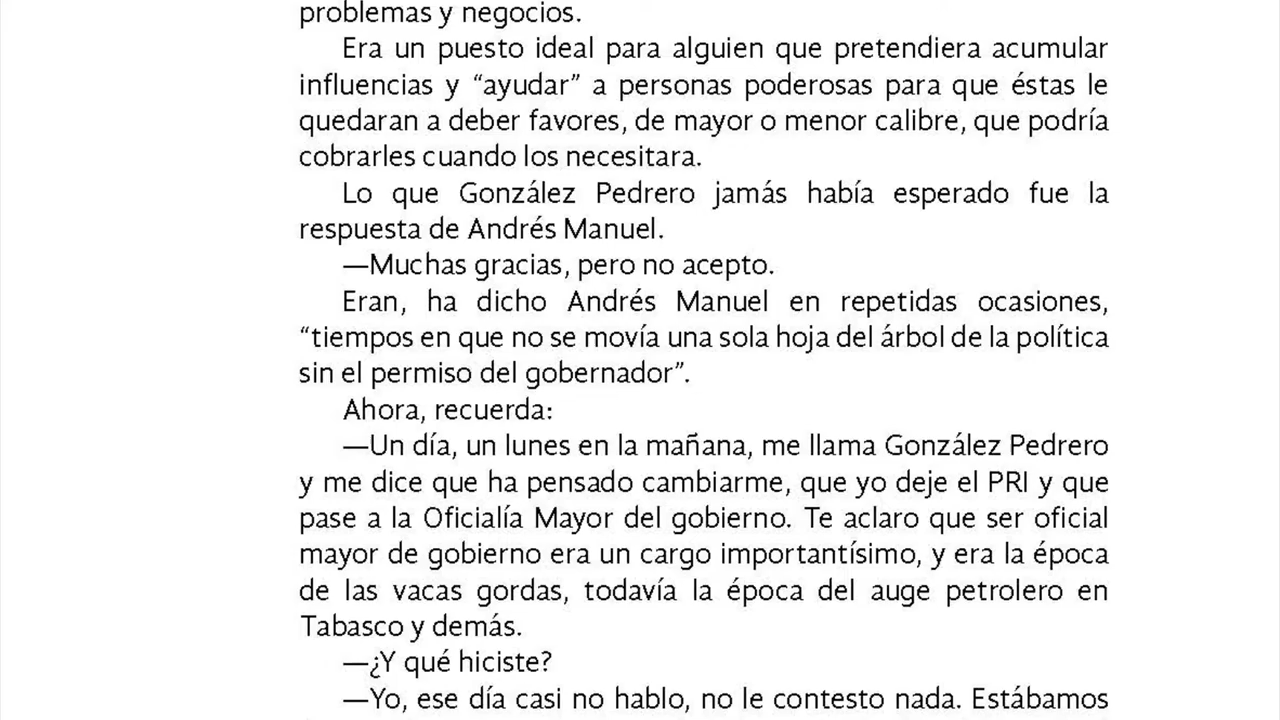 problemas y negocios.
Era un puesto ideal para alguien que pretendiera acumular
influencias y “ayudar” a personas poderosas para que éstas le
quedaran a deber favores, de mayor o menor calibre, que podría
cobrarles cuando los necesitara.
Lo que González Pedrero jamás había esperado fue la
respuesta de Andrés Manuel.
—Muchas gracias, pero no acepto.
Eran, ha dicho Andrés Manuel en repetidas ocasiones,
“tiempos en que no se movía una sola hoja del árbol de la política
sin el permiso del gobernador”.
Ahora, recuerda:
—Un día, un lunes en la mañana, me llama González Pedrero
y me dice que ha pensado cambiarme, que yo deje el PRI y que
pase a la Oficialía Mayor del gobierno. Te aclaro que ser oficial
mayor de gobierno era un cargo importantísimo, y era la época
de las vacas gordas, todavía la época del auge petrolero en
Tabasco y demás.
—¿Y qué hiciste?
—Yo, ese día casi no hablo, no le contesto nada. Estábamos